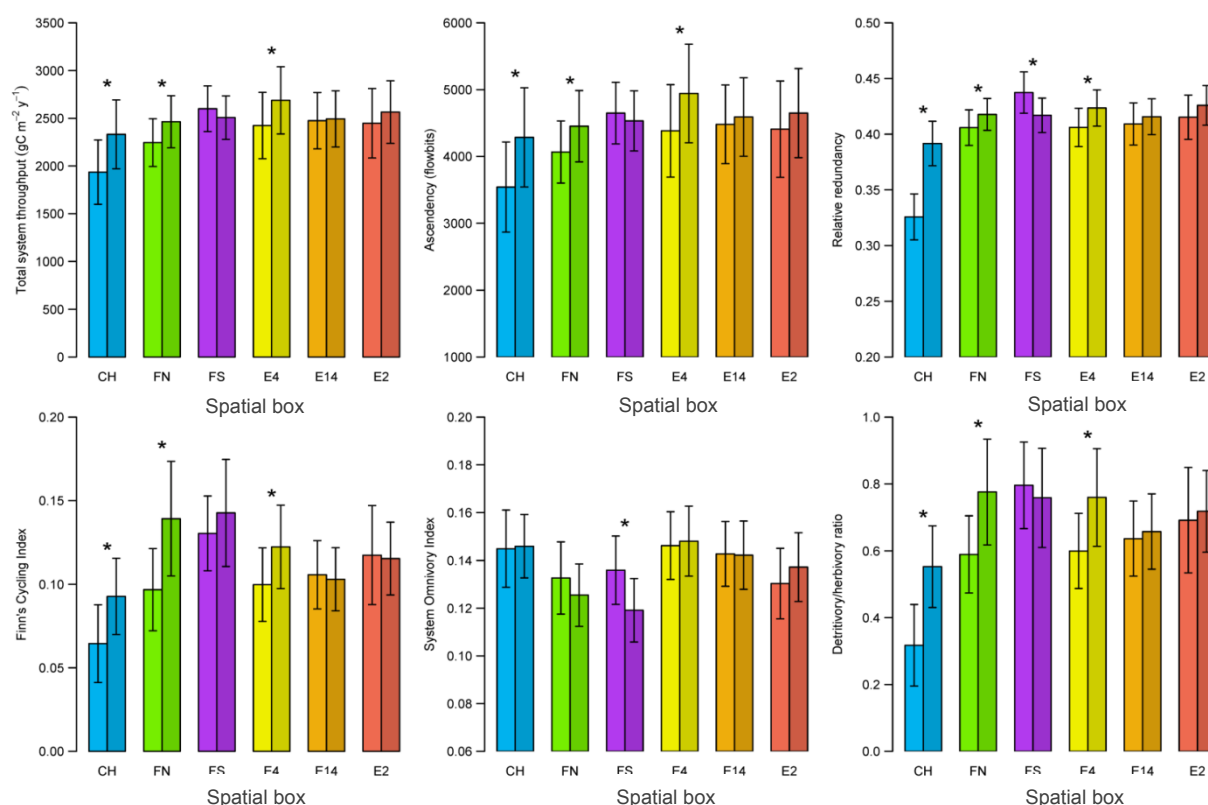 Total system throughput (gC m−2 y−1)
3500
3000
2500
2000
1500
1000
500
0
* * *
CH FN FS E4 E14 E2
Spatial box
Ascendency (flowbits)
6000
5000
4000
3000
2000
1000
* * *
CH FN FS E4 E14 E2
Spatial box
Relative redundancy
0.50
0.45
0.40
0.35
0.30
0.25
0.20
* * * *
CH FN FS E4 E14 E2
Spatial box
Finn's Cycling Index
0.20
0.15
0.10
0.05
0.00
* * *
CH FN FS E4 E14 E2
Spatial box
System Omnivory Index
0.20
0.18
0.16
0.14
0.12
0.10
0.08
0.06
*
CH FN FS E4 E14 E2
Spatial box
Detritivory/herbivory ratio
1.0
0.8
0.6
0.4
0.2
0.0
* * *
CH FN FS E4 E14 E2
Spatial box